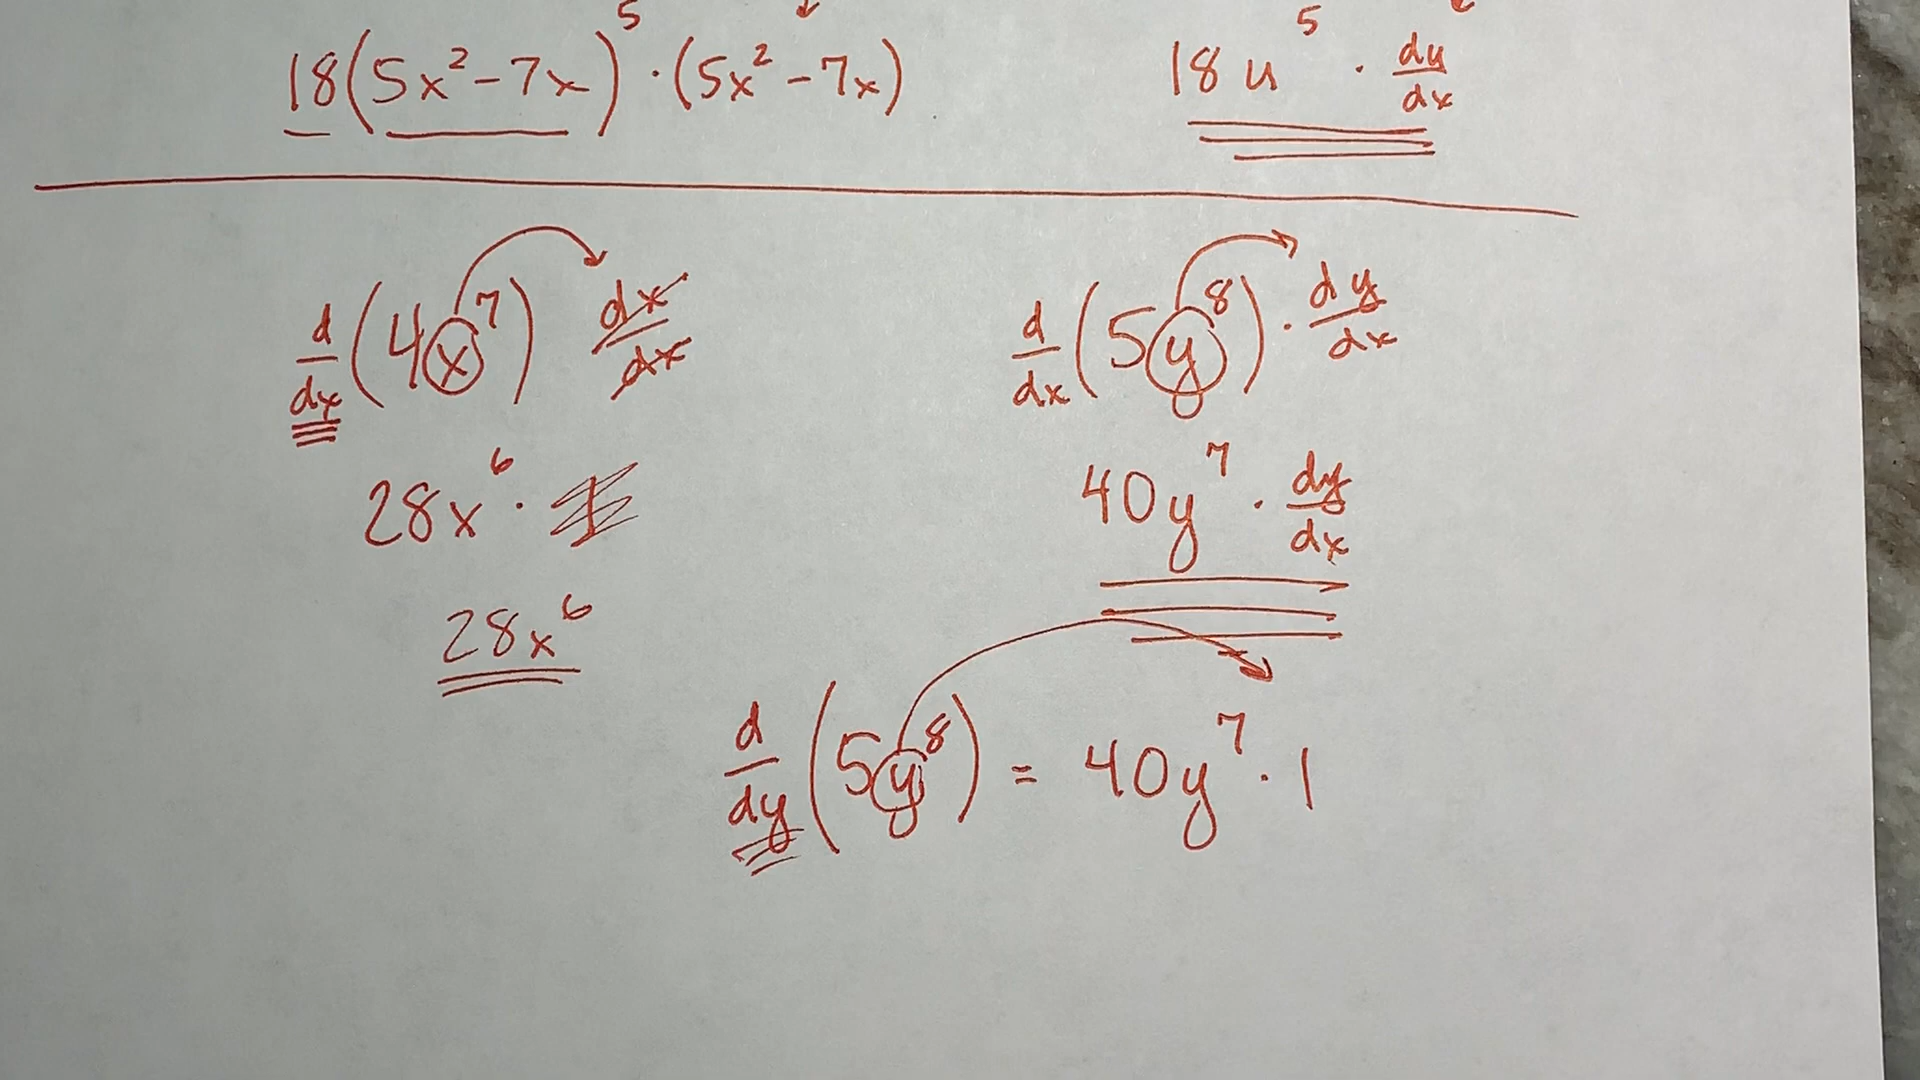 18(5x²-7x)⁵ · (5x²-7x)
18u⁵ · du/dx
d/dx (4x⁷) dx/dx
28x⁶ · 1
28x⁶
d/dx (5y⁸) · dy/dx
40y⁷ · dy/dx
d/dy (5y⁸) = 40y⁷ · 1